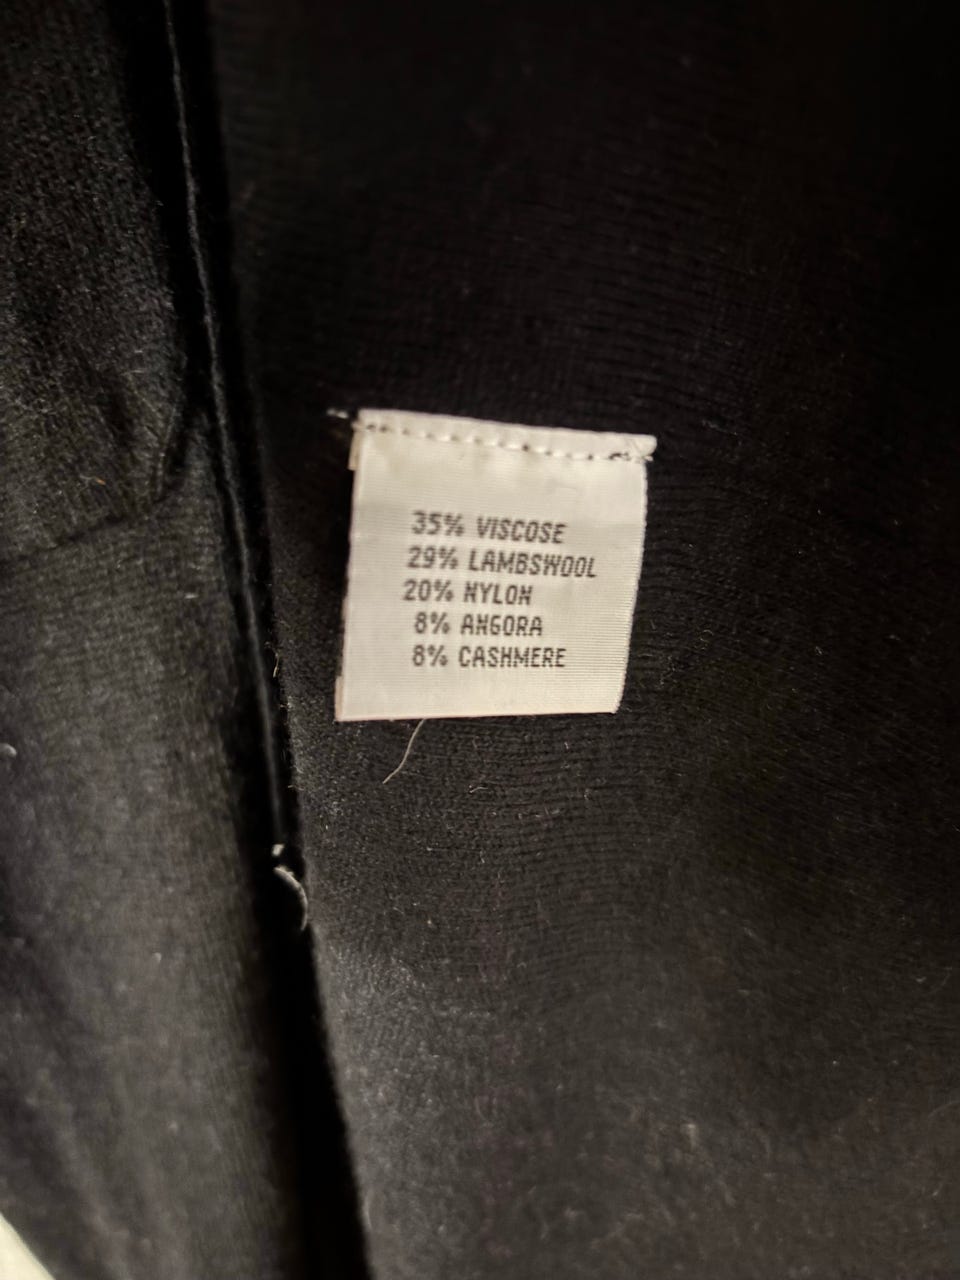 35% VISCOSE
29% LAMBSWOOL
20% NYLON
8% ANGORA
8% CASHMERE